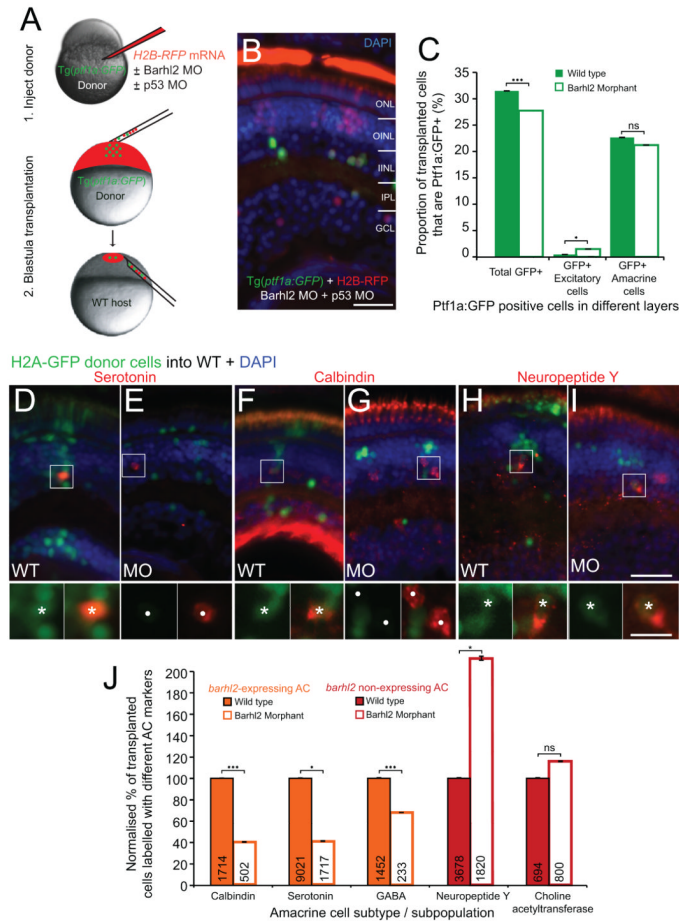 A
1. Inject donor
H2B-RFP mRNA
± Barhl2 MO
± p53 MO
Donor
Tg(ptf1a:GFP)
Donor
2. Blastula transplantation
WT host
B
DAPI
ONL
OINL
IINL
IPL
GCL
Tg(ptf1a:GFP) + H2B-RFP
Barhl2 MO + p53 MO
C
Proportion of transplanted cells
that are Ptf1a:GFP+ (%)
35
30
25
20
15
10
5
0
***
*
ns
Wild type
Barhl2 Morphant
Total GFP+
GFP+
Excitatory
cells
GFP+
Amacrine
cells
Ptf1a:GFP positive cells in different layers
H2A-GFP donor cells into WT + DAPI
Serotonin
Calbindin
Neuropeptide Y
D
E
F
G
H
I
WT
MO
WT
MO
WT
MO
* * * * * * * *
J
Normalised % of transplanted
cells labelled with different AC markers
200
180
160
140
120
100
80
60
40
20
0
barhl2-expressing AC
Wild type
Barhl2 Morphant
barhl2 non-expressing AC
Wild type
Barhl2 Morphant
***
*
***
*
ns
1714
502
9021
1717
1452
233
3678
1820
694
800
Calbindin
Serotonin
GABA
Neuropeptide Y
Choline
acetyltransferase
Amacrine cell subtype / subpopulation